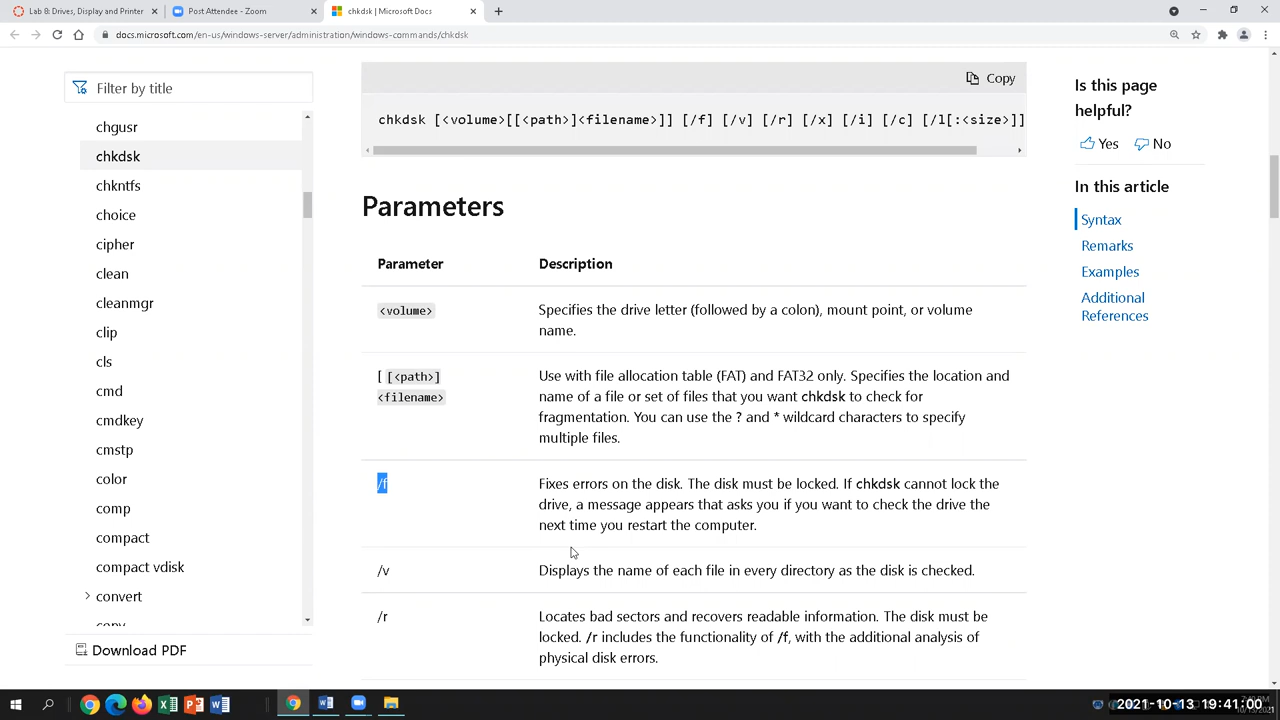 Lab 8: Drives, Display and Printer
Post Attendee - Zoom
chkdsk | Microsoft Docs
docs.microsoft.com/en-us/windows-server/administration/windows-commands/chkdsk
Filter by title
chgusr
chkdsk
chkntfs
choice
cipher
clean
cleanmgr
clip
cls
cmd
cmdkey
cmstp
color
comp
compact
compact vdisk
convert
copy
Download PDF
Copy
chkdsk [<volume>[[<path>]<filename>]] [/f] [/v] [/r] [/x] [/i] [/c] [/l[:<size>]]
Parameters
Parameter Description
<volume> Specifies the drive letter (followed by a colon), mount point, or volume
name.
[ [<path>] Use with file allocation table (FAT) and FAT32 only. Specifies the location and
<filename> name of a file or set of files that you want chkdsk to check for
fragmentation. You can use the ? and * wildcard characters to specify
multiple files.
/f Fixes errors on the disk. The disk must be locked. If chkdsk cannot lock the
drive, a message appears that asks you if you want to check the drive the
next time you restart the computer.
/v Displays the name of each file in every directory as the disk is checked.
/r Locates bad sectors and recovers readable information. The disk must be
locked. /r includes the functionality of /f, with the additional analysis of
physical disk errors.
Is this page
helpful?
Yes No
In this article
Syntax
Remarks
Examples
Additional
References
2021-10-13 19:41:00